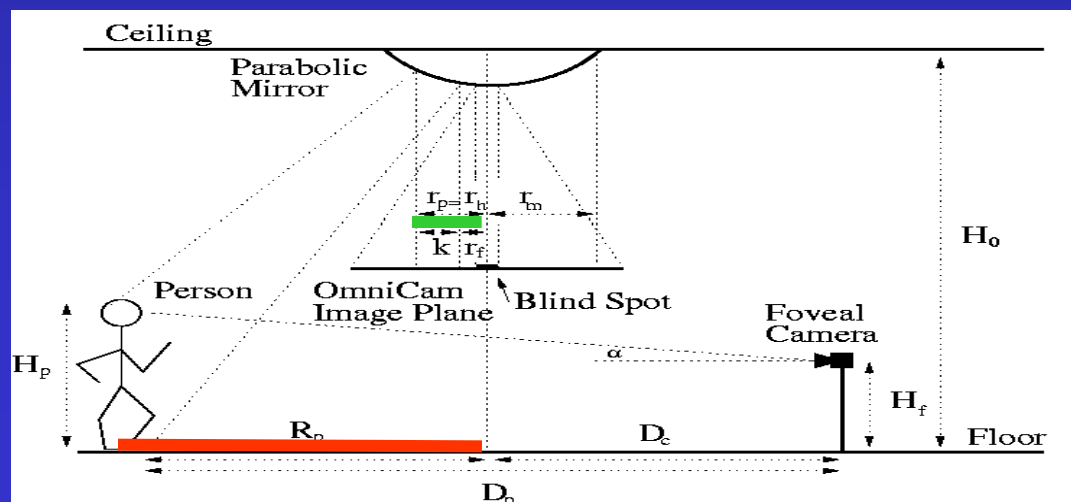 Ceiling
Parabolic
Mirror
r_p= r_h r_m
k r_f
H_0
Person
OmniCam
Image Plane
Blind Spot
Foveal
Camera
H_p
α
H_f
R_p
D_c
Floor
D_p